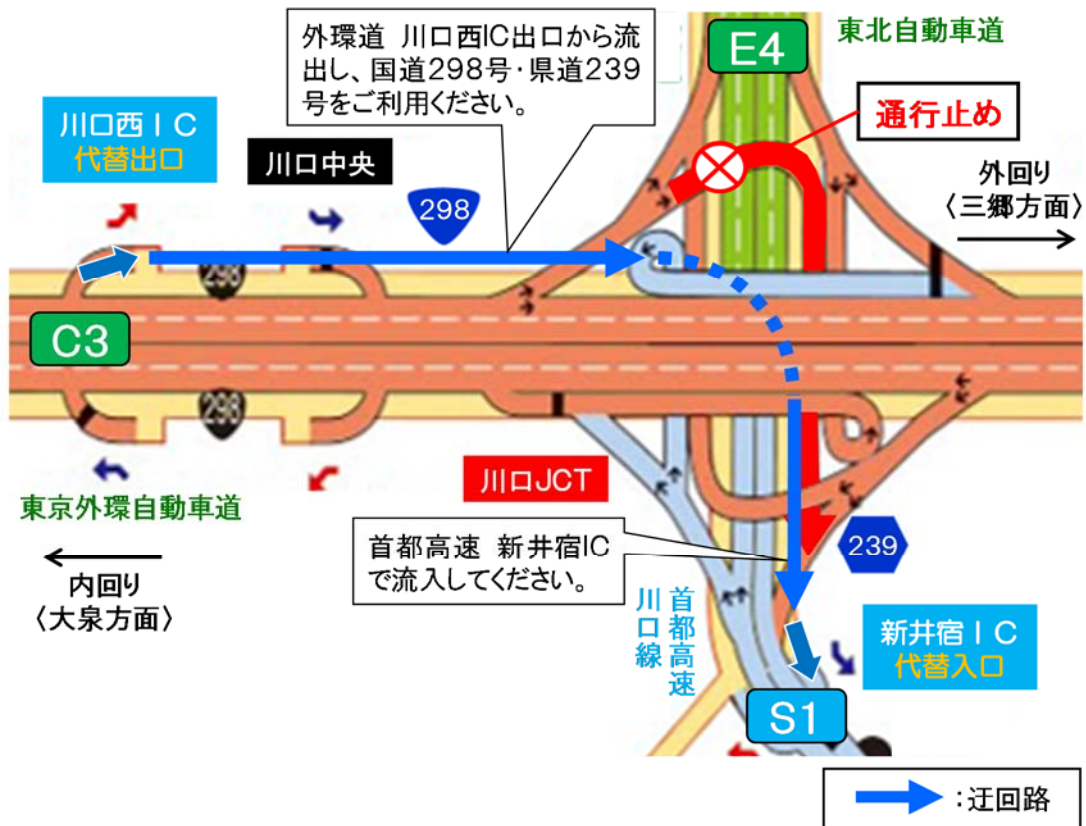 外環道 川口西IC出口から流
出し、国道298号・県道239
号をご利用ください。
E4
東北自動車道
通行止め
川口西IC
代替出口
川口中央
298
外回り
〈三郷方面〉
298
C3
298
川口JCT
東京外環自動車道
内回り
〈大泉方面〉
首都高速 新井宿IC
で流入してください。
239
首都高速
川口線
新井宿IC
代替入口
S1
:迂回路